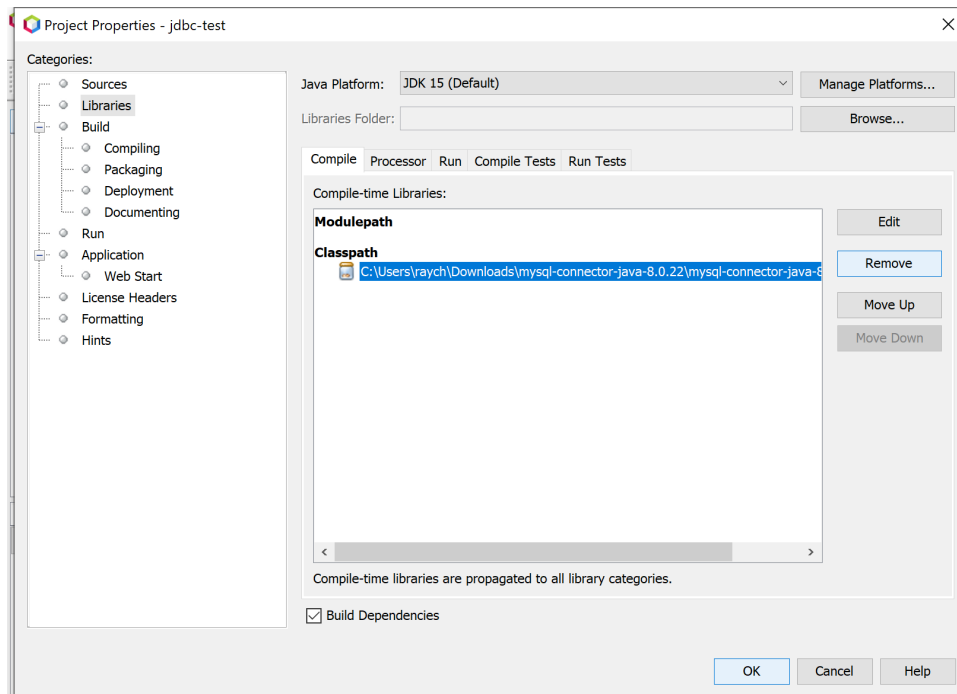 Project Properties - jdbc-test
Categories:
Sources
Libraries
Build
Compiling
Packaging
Deployment
Documenting
Run
Application
Web Start
License Headers
Formatting
Hints
Java Platform: JDK 15 (Default) Manage Platforms...
Libraries Folder: Browse...
Compile Processor Run Compile Tests Run Tests
Compile-time Libraries:
Modulepath
Classpath
C:\Users\raych\Downloads\mysql-connector-java-8.0.22\mysql-connector-java-8
Edit
Remove
Move Up
Move Down
Compile-time libraries are propagated to all library categories.
Build Dependencies
OK Cancel Help